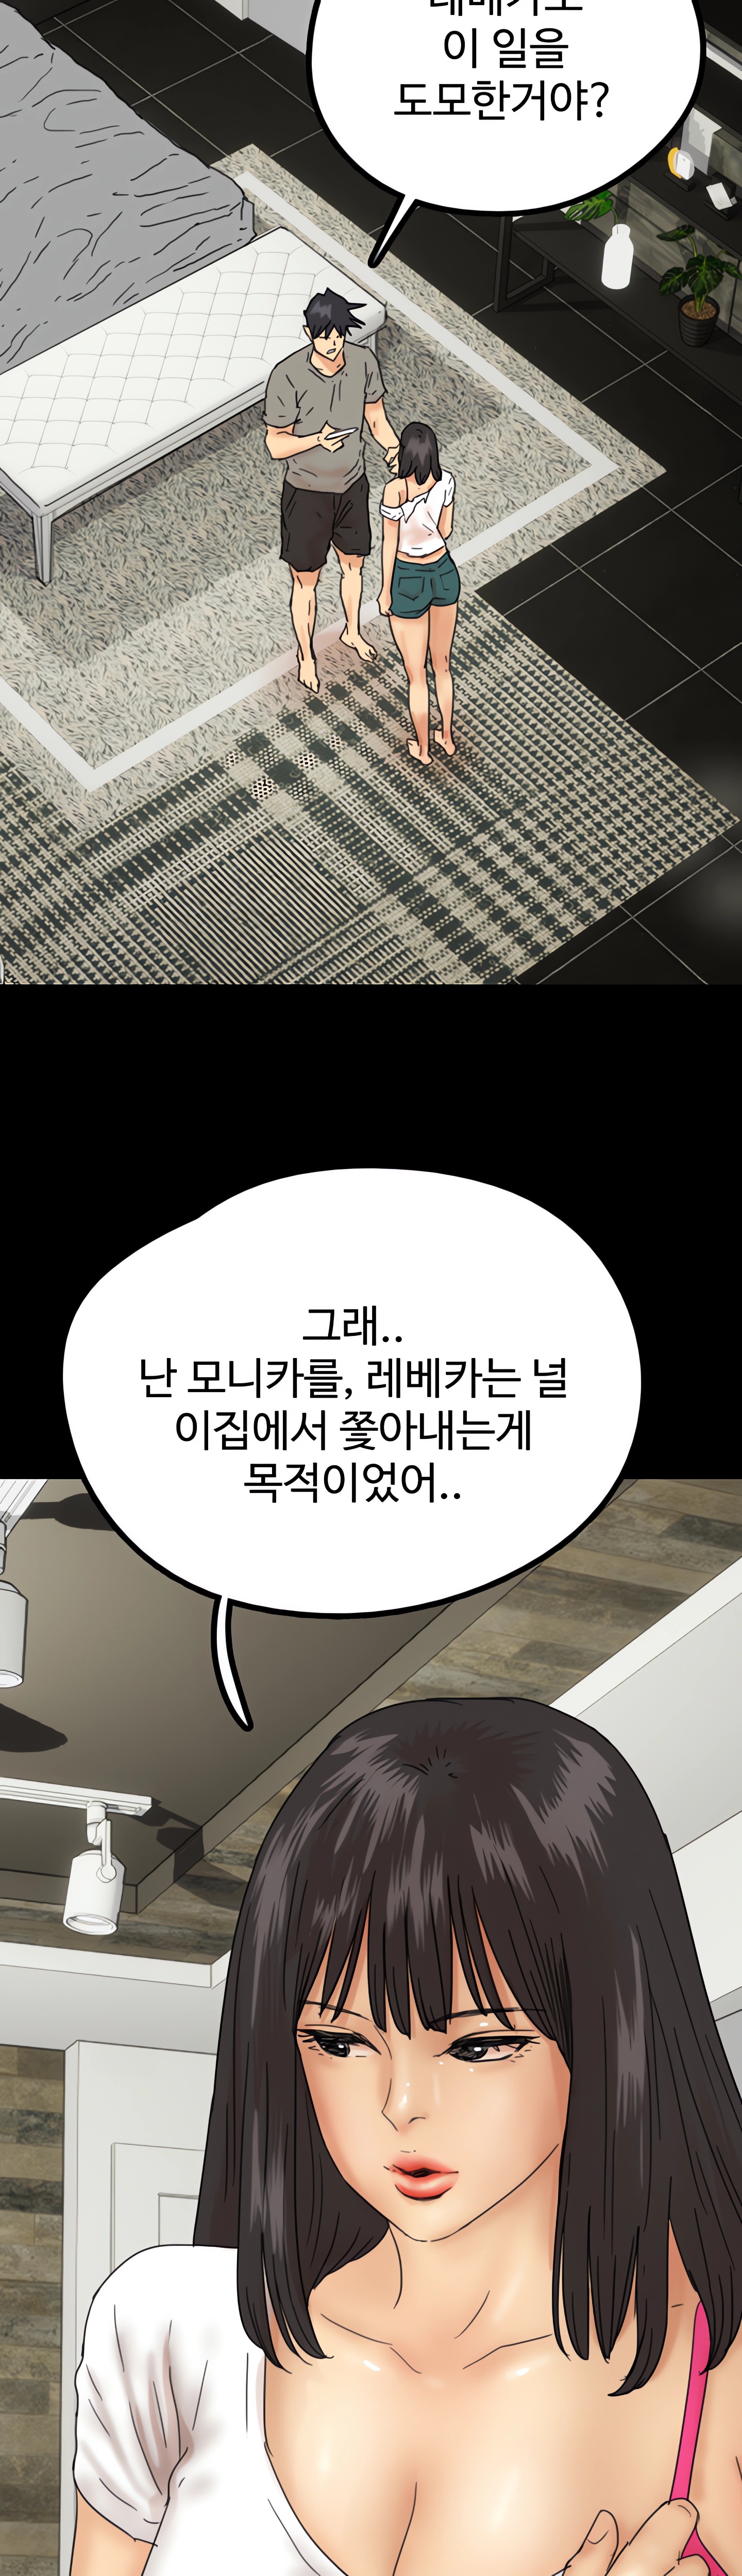 이 일을
도모한거야?
그래..
난 모니카를, 레베카는 널
이집에서 쫓아내는게
목적이었어..